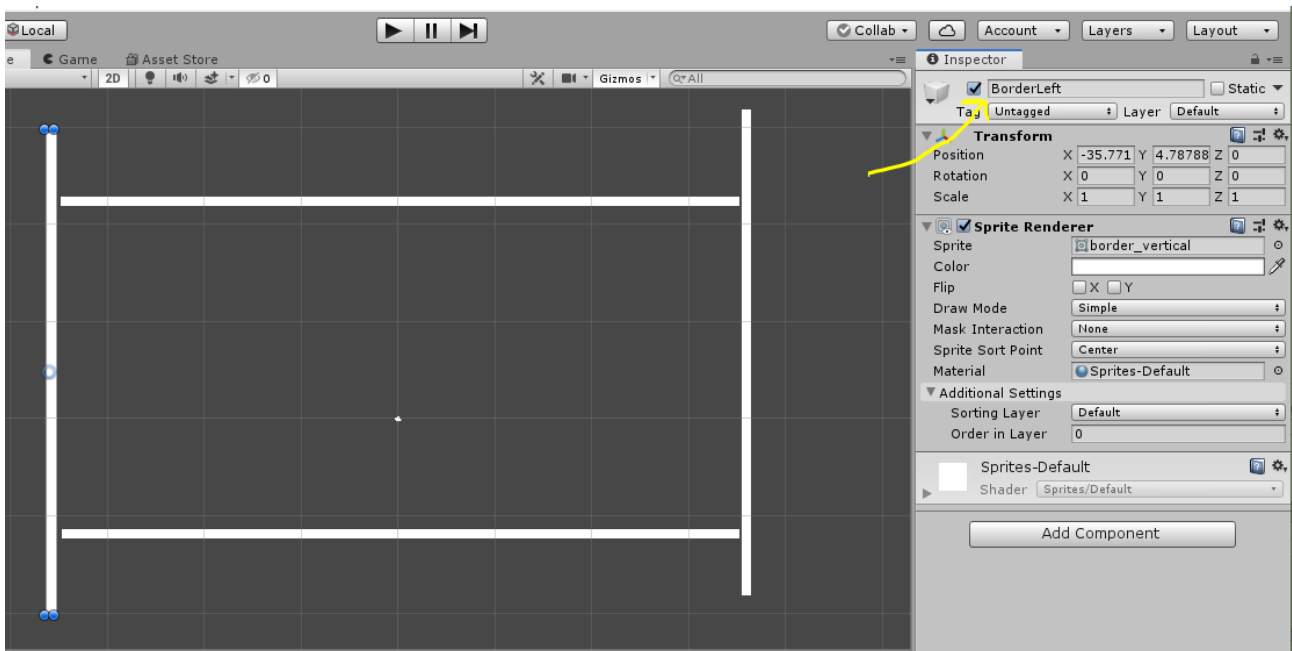 Local Collab Account Layers Layout
e Game Asset Store Inspector
2D 0 Gizmos All
BorderLeft Static
Tag Untagged Layer Default
Transform
Position X -35.771 Y 4.78788 Z 0
Rotation X 0 Y 0 Z 0
Scale X 1 Y 1 Z 1
Sprite Renderer
Sprite border_vertical
Color
Flip X Y
Draw Mode Simple
Mask Interaction None
Sprite Sort Point Center
Material Sprites-Default
Additional Settings
Sorting Layer Default
Order in Layer 0
Sprites-Default
Shader Sprites/Default
Add Component